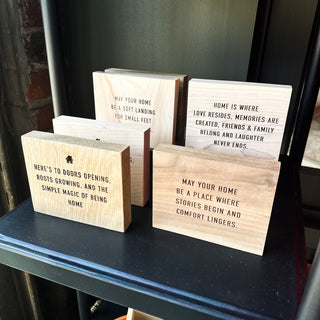 MAY YOUR HOME
BE A SOFT LANDING
FOR SMALL FEET
HOME IS WHERE
LOVE RESIDES, MEMORIES ARE
CREATED, FRIENDS & FAMILY
BELONG AND LAUGHTER
NEVER ENDS.
HERE'S TO DOORS OPENING,
ROOTS GROWING, AND THE
SIMPLE MAGIC OF BEING
HOME
MAY YOUR HOME
BE A PLACE WHERE
STORIES BEGIN AND
COMFORT LINGERS.